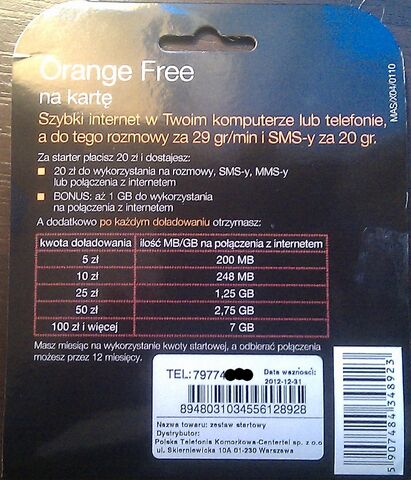 Orange Free
na kartę
MAS/X04/0110
Szybki internet w Twoim komputerze lub telefonie,
a do tego rozmowy za 29 gr/min i SMS-y za 20 gr.
Za starter płacisz 20 zł i dostajesz:
20 zł do wykorzystania na rozmowy, SMS-y, MMS-y
lub połączenia z internetem
BONUS: aż 1 GB do wykorzystania
na połączenia z internetem
A dodatkowo po każdym doładowaniu otrzymasz:
kwota doładowania ilość MB/GB na połączenia z internetem
5 zł 200 MB
10 zł 248 MB
25 zł 1,25 GB
50 zł 2,75 GB
100 zł i więcej 7 GB
Masz miesiąc na wykorzystanie kwoty startowej, a odbierać połączenia
możesz przez 12 miesięcy.
TEL:79774
Data ważności:
2012-12-31
8948031034556128928
Nazwa towaru: zestaw startowy
Dystrybutor:
Polska Telefonia Komórkowa-Centertel sp. z o.o
ul. Skierniewicka 10A 01-230 Warszawa
5 907484 348923